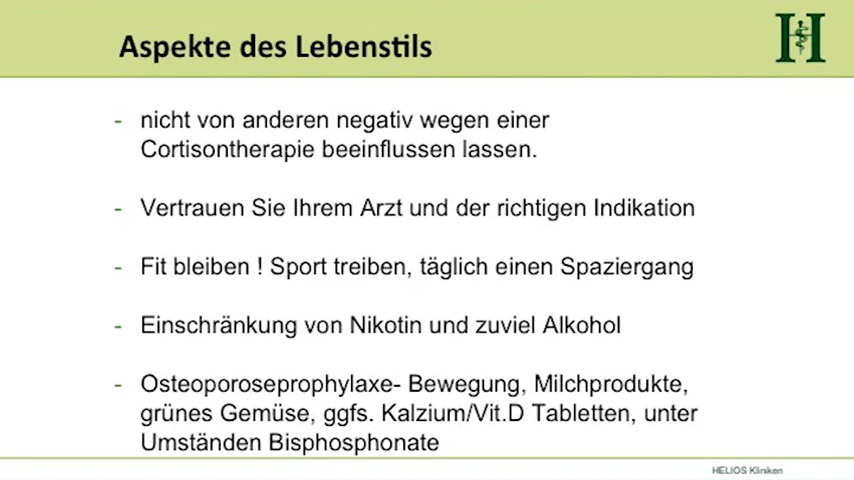 Aspekte des Lebenstils
H
- nicht von anderen negativ wegen einer
Cortisontherapie beeinflussen lassen.
- Vertrauen Sie Ihrem Arzt und der richtigen Indikation
- Fit bleiben ! Sport treiben, täglich einen Spaziergang
- Einschränkung von Nikotin und zuviel Alkohol
- Osteoporoseprophylaxe- Bewegung, Milchprodukte,
grünes Gemüse, ggfs. Kalzium/Vit.D Tabletten, unter
Umständen Bisphosphonate
HELIOS Kliniken